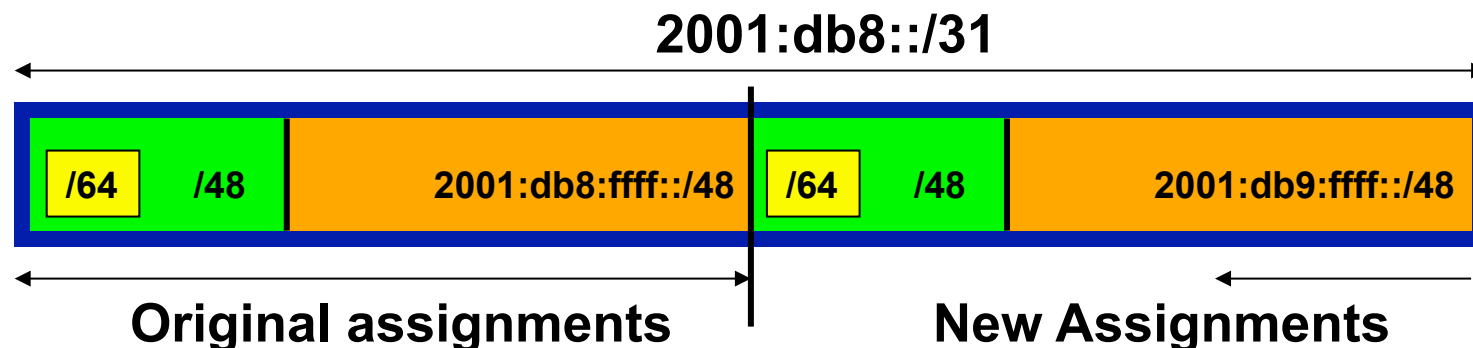 2001:db8::/31
/64 /48 2001:db8:ffff::/48 /64 /48 2001:db9:ffff::/48
Original assignments New Assignments